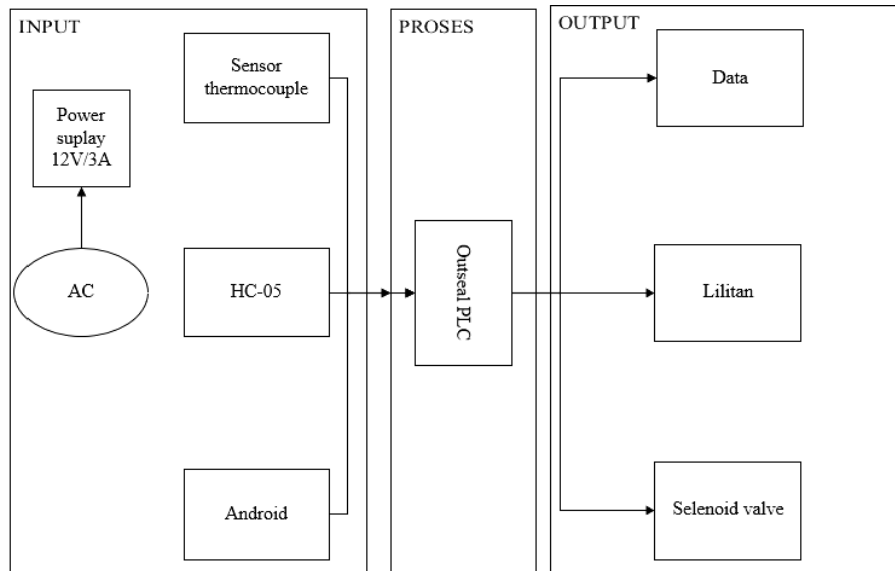 INPUT
Sensor
thermocouple
Power
suplay
12V/3A
AC
HC-05
Android
PROSES
Outseal PLC
OUTPUT
Data
Lilitan
Selenoid valve